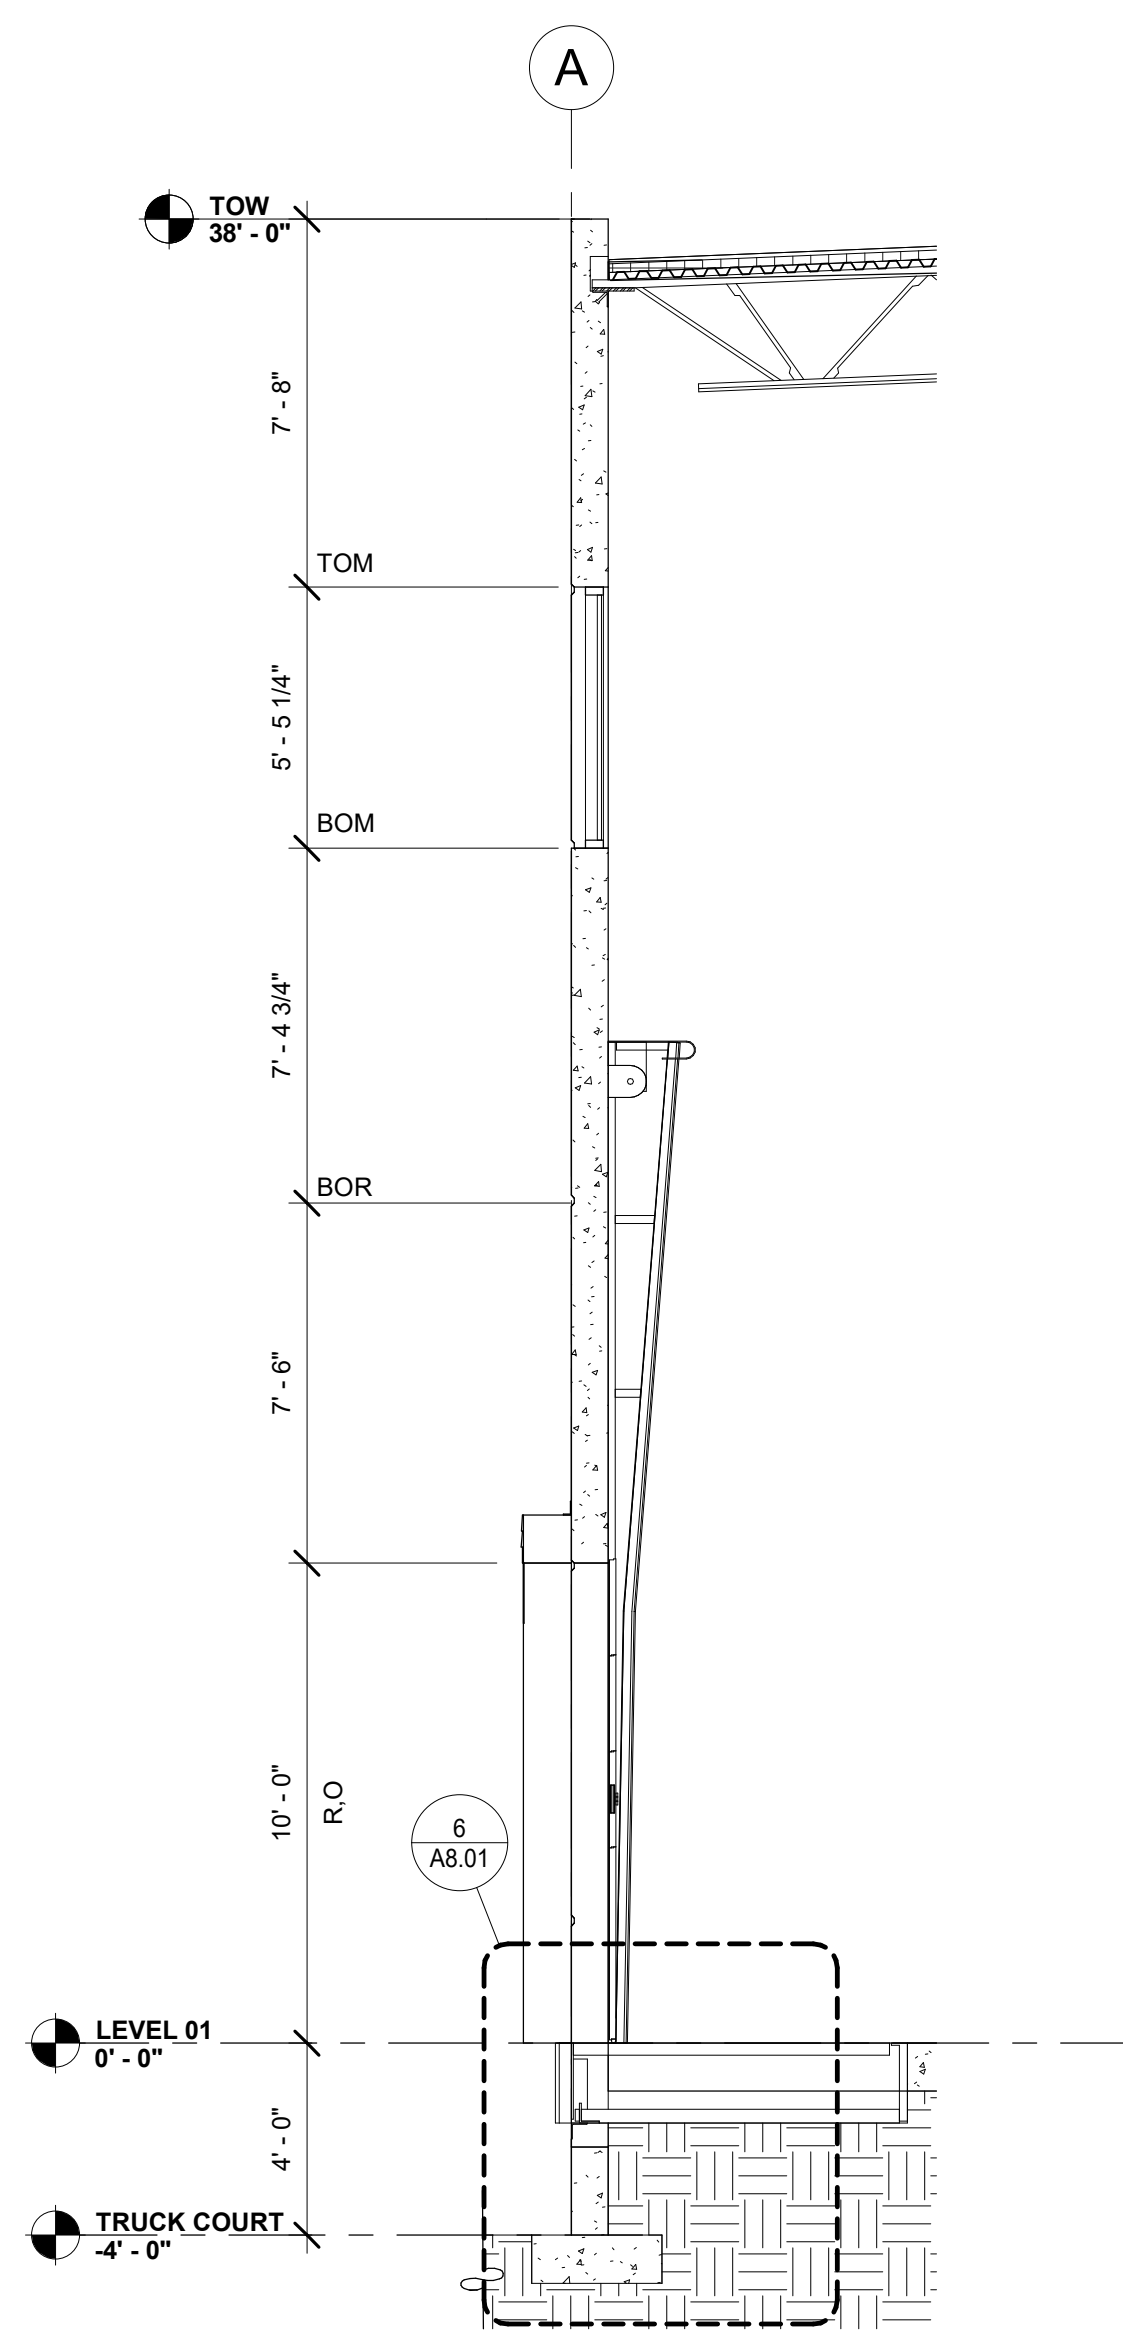 A
TOW
38' - 0"
7' - 8"
TOM
5' - 5 1/4"
BOM
7' - 4 3/4"
BOR
7' - 6"
10' - 0"
R,O
6
A8.01
LEVEL 01
0' - 0"
4' - 0"
TRUCK COURT
-4' - 0"